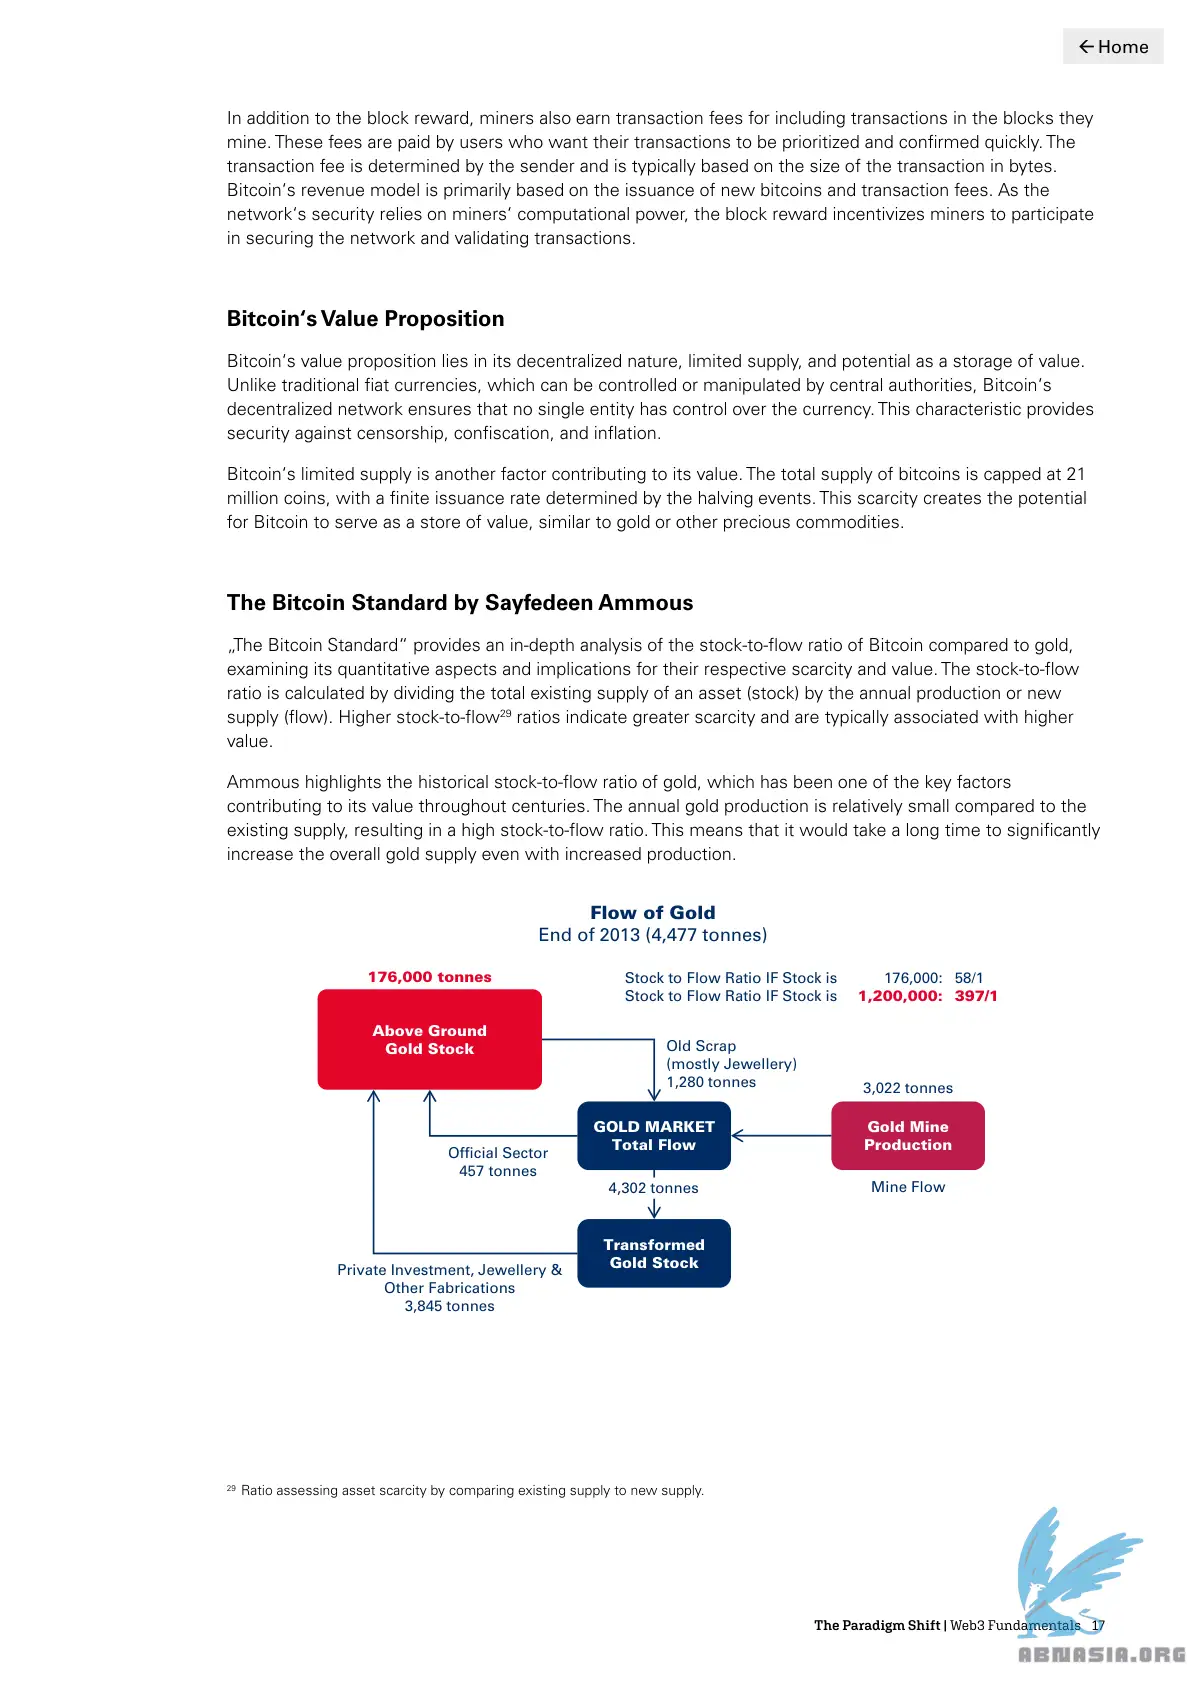 ← Home
In addition to the block reward, miners also earn transaction fees for including transactions in the blocks they
mine. These fees are paid by users who want their transactions to be prioritized and confirmed quickly. The
transaction fee is determined by the sender and is typically based on the size of the transaction in bytes.
Bitcoin‘s revenue model is primarily based on the issuance of new bitcoins and transaction fees. As the
network‘s security relies on miners‘ computational power, the block reward incentivizes miners to participate
in securing the network and validating transactions.
Bitcoin‘s Value Proposition
Bitcoin‘s value proposition lies in its decentralized nature, limited supply, and potential as a storage of value.
Unlike traditional fiat currencies, which can be controlled or manipulated by central authorities, Bitcoin‘s
decentralized network ensures that no single entity has control over the currency. This characteristic provides
security against censorship, confiscation, and inflation.
Bitcoin‘s limited supply is another factor contributing to its value. The total supply of bitcoins is capped at 21
million coins, with a finite issuance rate determined by the halving events. This scarcity creates the potential
for Bitcoin to serve as a store of value, similar to gold or other precious commodities.
The Bitcoin Standard by Sayfedeen Ammous
„The Bitcoin Standard“ provides an in-depth analysis of the stock-to-flow ratio of Bitcoin compared to gold,
examining its quantitative aspects and implications for their respective scarcity and value. The stock-to-flow
ratio is calculated by dividing the total existing supply of an asset (stock) by the annual production or new
supply (flow). Higher stock-to-flow²⁹ ratios indicate greater scarcity and are typically associated with higher
value.
Ammous highlights the historical stock-to-flow ratio of gold, which has been one of the key factors
contributing to its value throughout centuries. The annual gold production is relatively small compared to the
existing supply, resulting in a high stock-to-flow ratio. This means that it would take a long time to significantly
increase the overall gold supply even with increased production.
Flow of Gold
End of 2013 (4,477 tonnes)
176,000 tonnes
Stock to Flow Ratio IF Stock is 176,000: 58/1
Stock to Flow Ratio IF Stock is 1,200,000: 397/1
Above Ground
Gold Stock
Old Scrap
(mostly Jewellery)
1,280 tonnes
3,022 tonnes
GOLD MARKET
Total Flow
Gold Mine
Production
Official Sector
457 tonnes
4,302 tonnes
Mine Flow
Transformed
Gold Stock
Private Investment, Jewellery &
Other Fabrications
3,845 tonnes
²⁹ Ratio assessing asset scarcity by comparing existing supply to new supply.
The Paradigm Shift | Web3 Fundamentals 17
ABNASIA.ORG